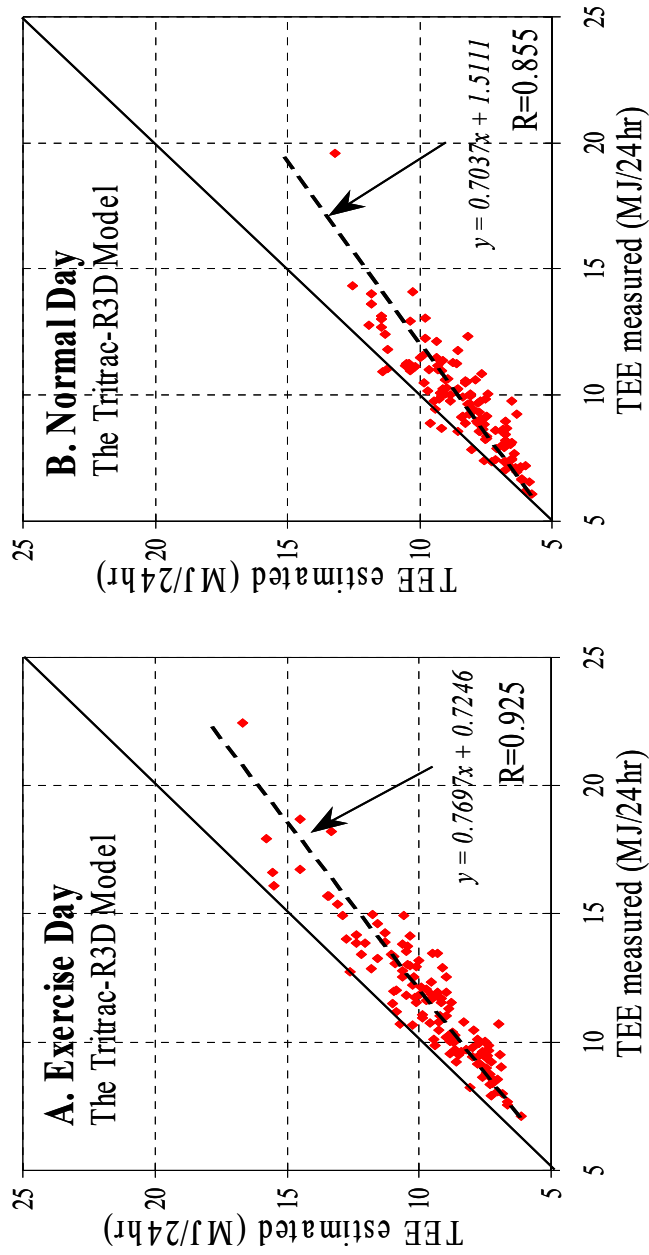 A. Exercise Day
The Tritrac-R3D Model
TEE estimated (MJ/24hr)
25
20
15
10
5
y = 0.7697x + 0.7246
R=0.925
5
10
15
20
25
TEE measured (MJ/24hr)
B. Normal Day
The Tritrac-R3D Model
TEE estimated (MJ/24hr)
25
20
15
10
5
y = 0.7037x + 1.5111
R=0.855
5
10
15
20
25
TEE measured (MJ/24hr)